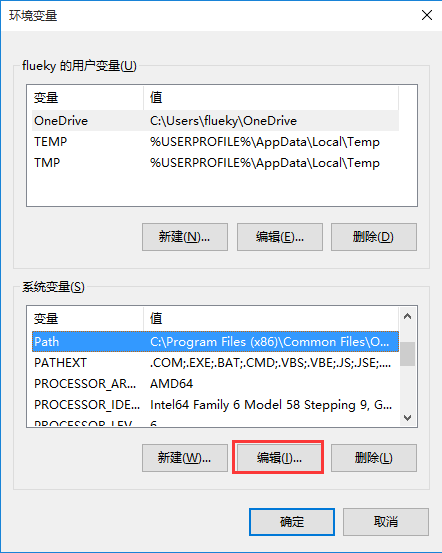 环境变量
flueky 的用户变量(U)
变量 值
OneDrive C:\Users\flueky\OneDrive
TEMP %USERPROFILE%\AppData\Local\Temp
TMP %USERPROFILE%\AppData\Local\Temp
新建(N)... 编辑(E)... 删除(D)
系统变量(S)
变量 值
Path C:\Program Files (x86)\Common Files\O...
PATHEXT .COM;.EXE;.BAT;.CMD;.VBS;.VBE;.JS;.JSE;....
PROCESSOR_AR... AMD64
PROCESSOR_IDE... Intel64 Family 6 Model 58 Stepping 9, G...
PROCESSOR_LEV... 6
新建(W)... 编辑(I)... 删除(L)
确定 取消